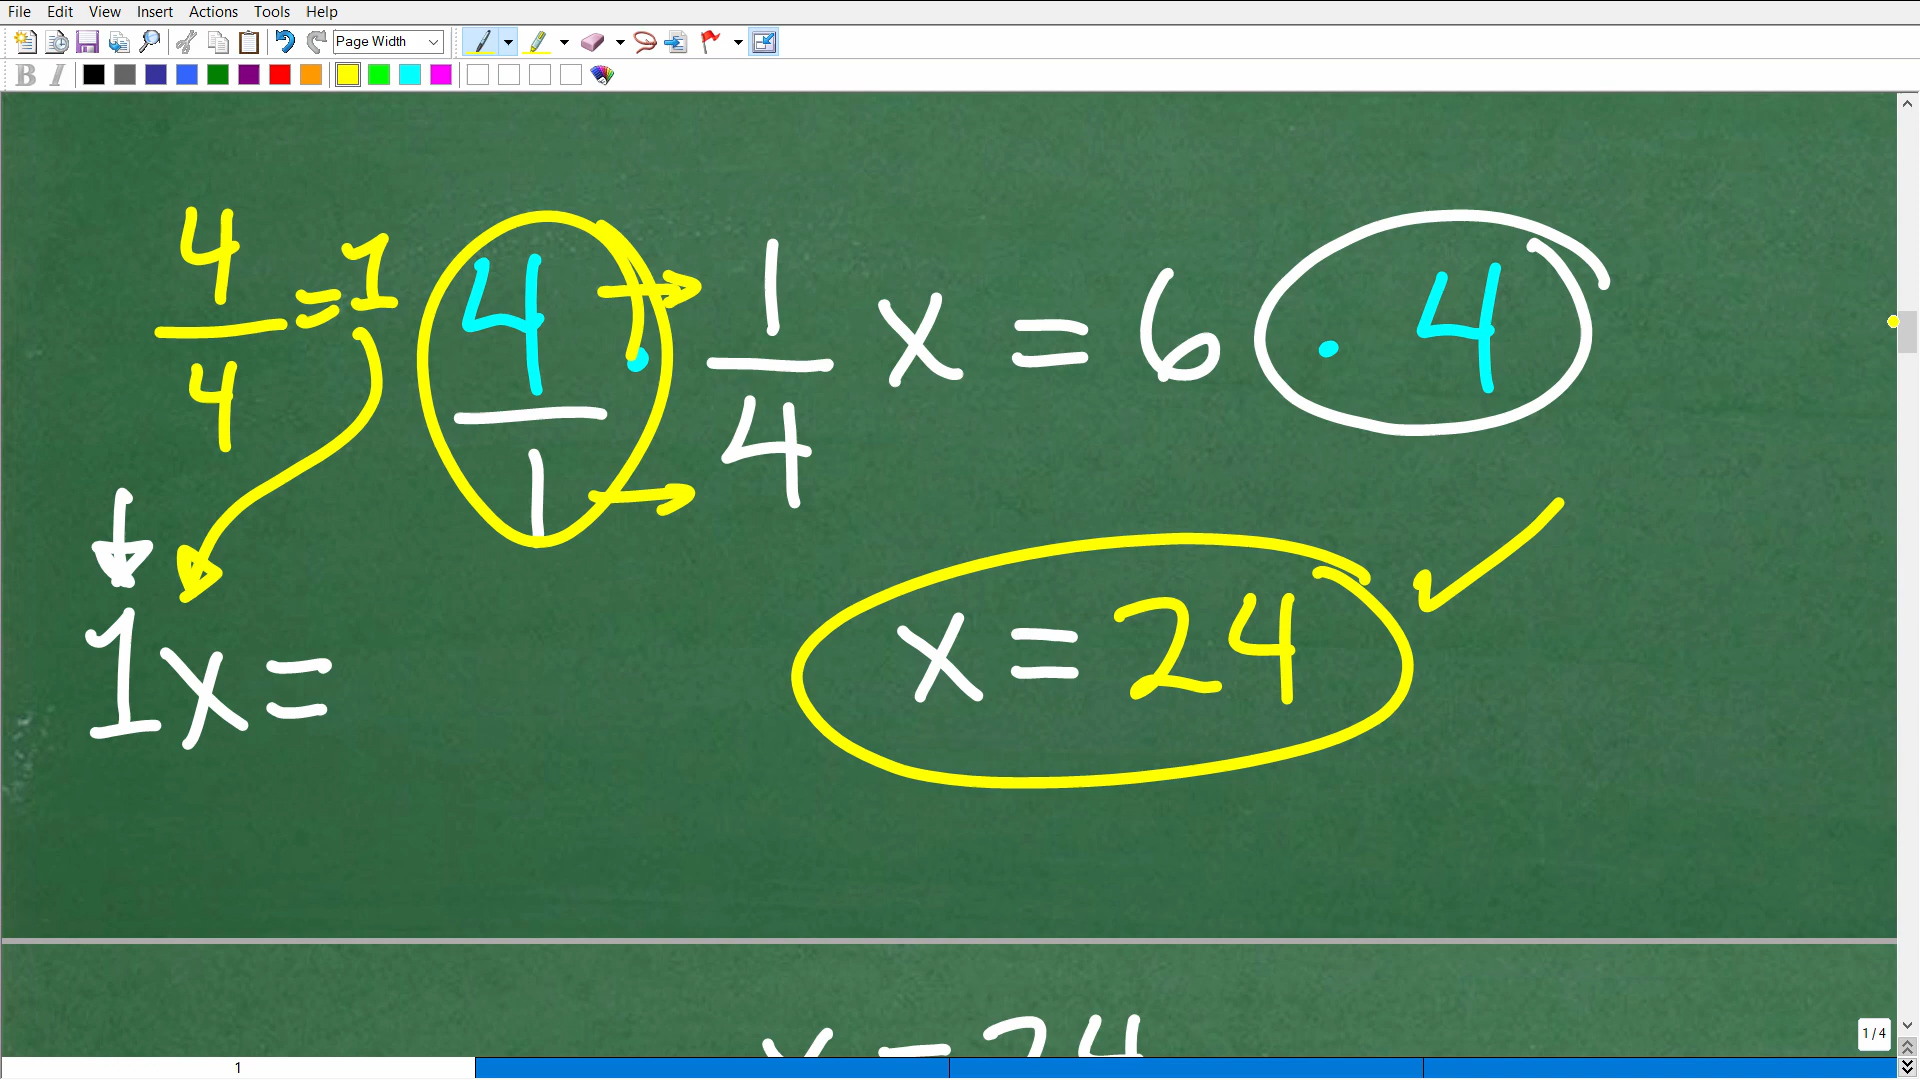 File Edit View Insert Actions Tools Help
Page Width
B I
4/4 = 1 4/1 · 1/4 x = 6 · 4
1x =
x = 24
x = 24
1 / 4
1